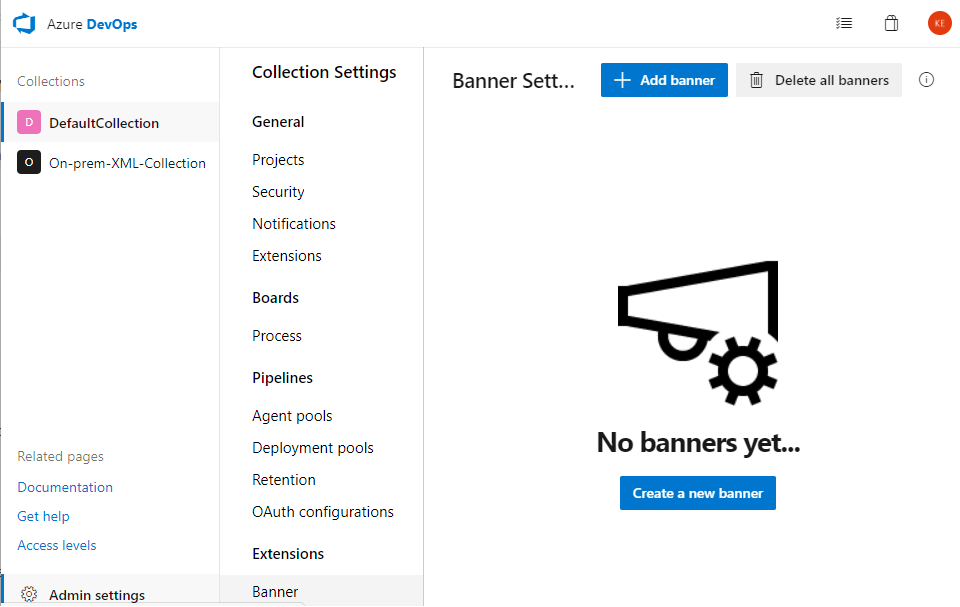 Azure DevOps
KE
Collections
D DefaultCollection
O On-prem-XML-Collection
Related pages
Documentation
Get help
Access levels
Admin settings
Collection Settings
General
Projects
Security
Notifications
Extensions
Boards
Process
Pipelines
Agent pools
Deployment pools
Retention
OAuth configurations
Extensions
Banner
Banner Sett...
Add banner
Delete all banners
No banners yet...
Create a new banner